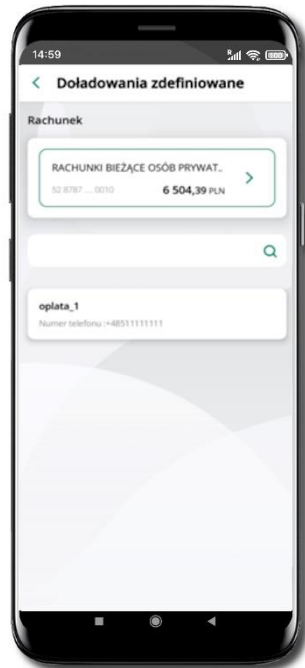 14:59
Doładowania zdefiniowane
Rachunek
RACHUNKI BIEŻĄCE OSÓB PRYWAT..
52 8787 .... 0010 6 504,39 PLN
oplata_1
Numer telefonu :+48511111111